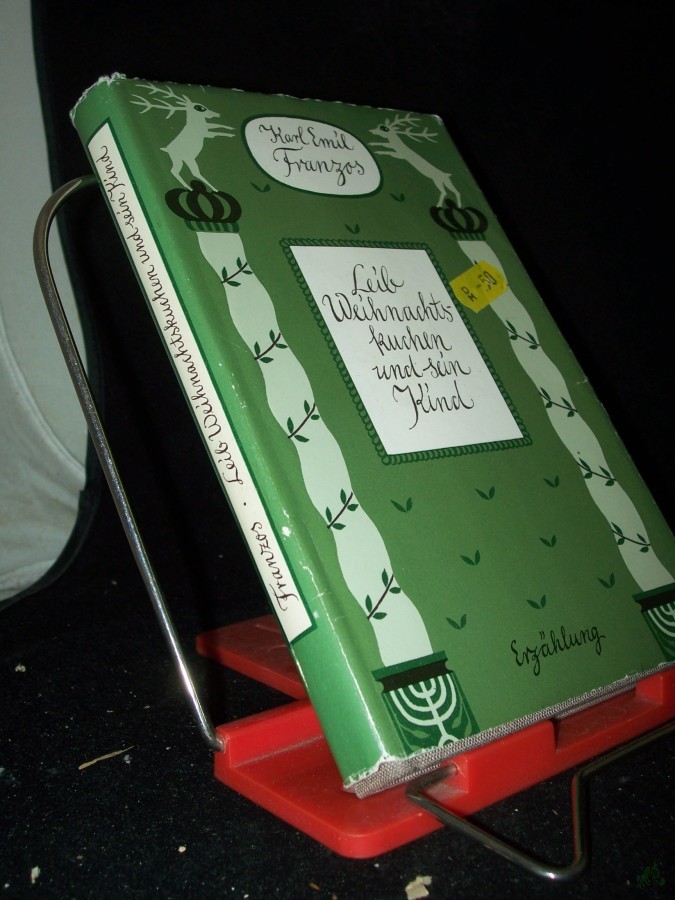 Karl Emil
Franzos
Leib
Weihnachts-
kuchen
und sein
Kind
Erzählung
Franzos · Leib Weihnachtskuchen und sein Kind